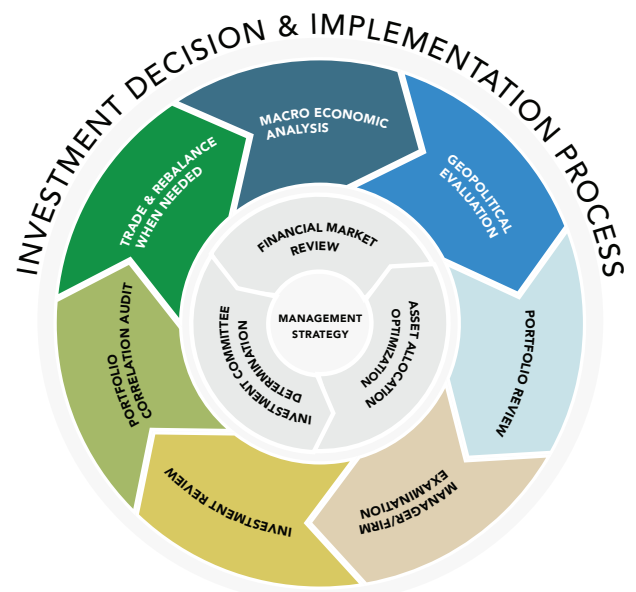 INVESTMENT DECISION & IMPLEMENTATION PROCESS
MACRO ECONOMIC
ANALYSIS
GEOPOLITICAL
EVALUATION
PORTFOLIO REVIEW
MANAGER/FIRM
EXAMINATION
INVESTMENT REVIEW
PORTFOLIO
CORRELATION AUDIT
TRADE & REBALANCE
WHEN NEEDED
FINANCIAL MARKET
REVIEW
ASSET ALLOCATION
OPTIMIZATION
INVESTMENT COMMITTEE
DETERMINATION
MANAGEMENT
STRATEGY